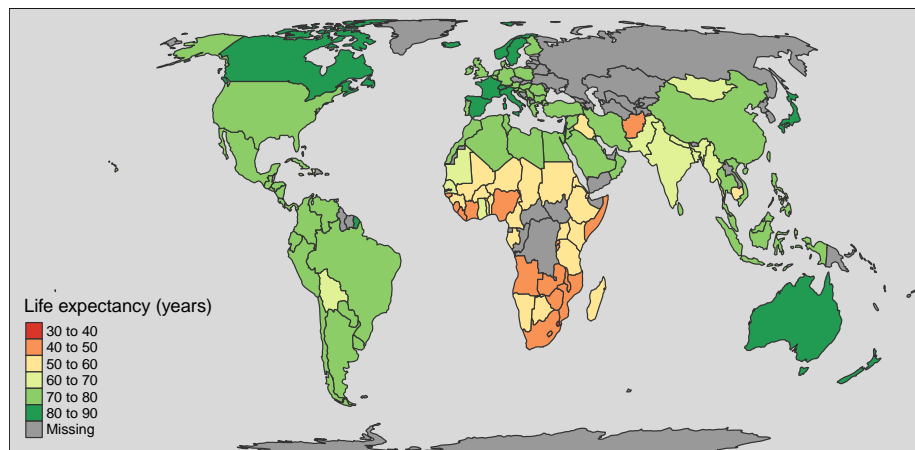 Life expectancy (years)
30 to 40
40 to 50
50 to 60
60 to 70
70 to 80
80 to 90
Missing